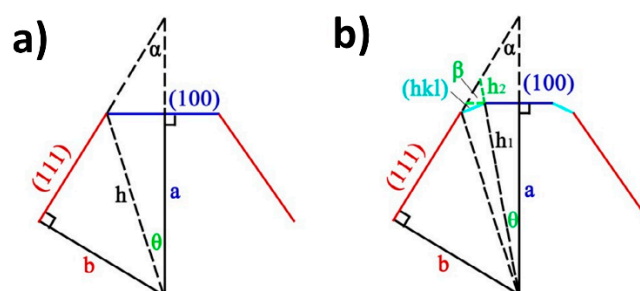 a)
α
(100)
(111)
h
a
θ
b
b)
α
β
h₂
(100)
(hkl)
h₁
(111)
a
θ
b